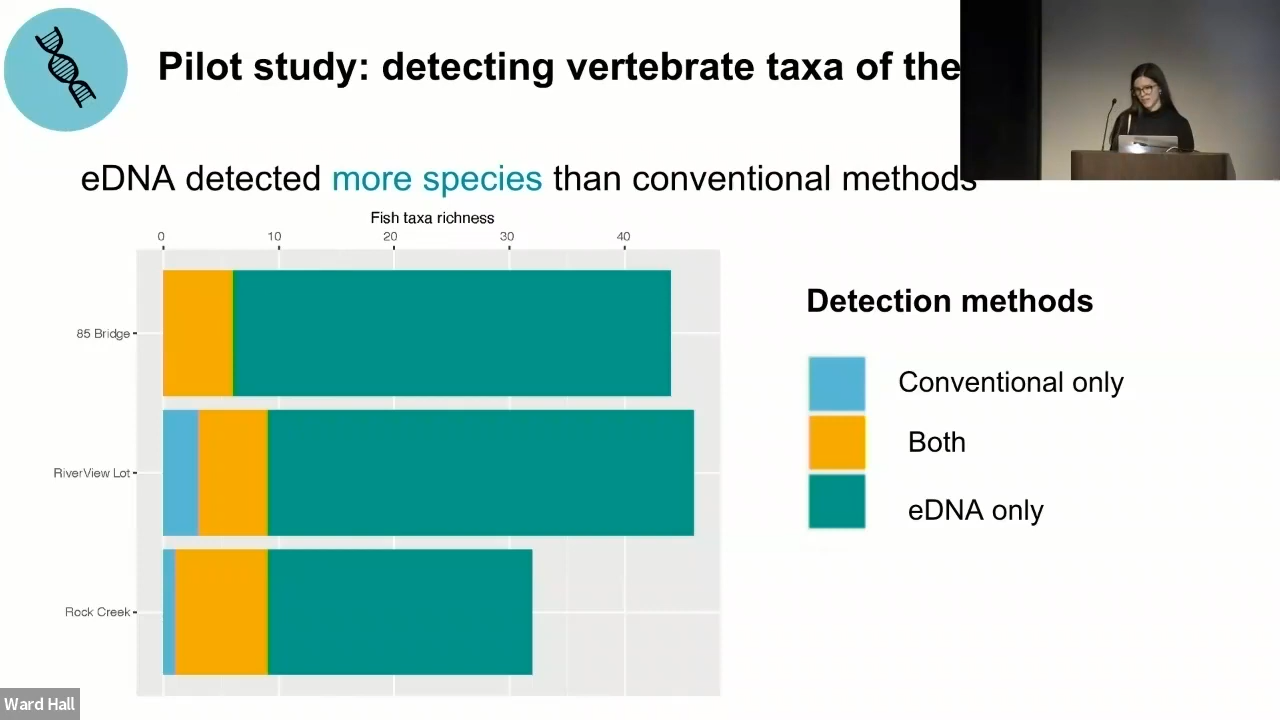 Pilot study: detecting vertebrate taxa of the
eDNA detected more species than conventional methods
Fish taxa richness
0 10 20 30 40
85 Bridge
RiverView Lot
Rock Creek
Detection methods
Conventional only
Both
eDNA only
Ward Hall